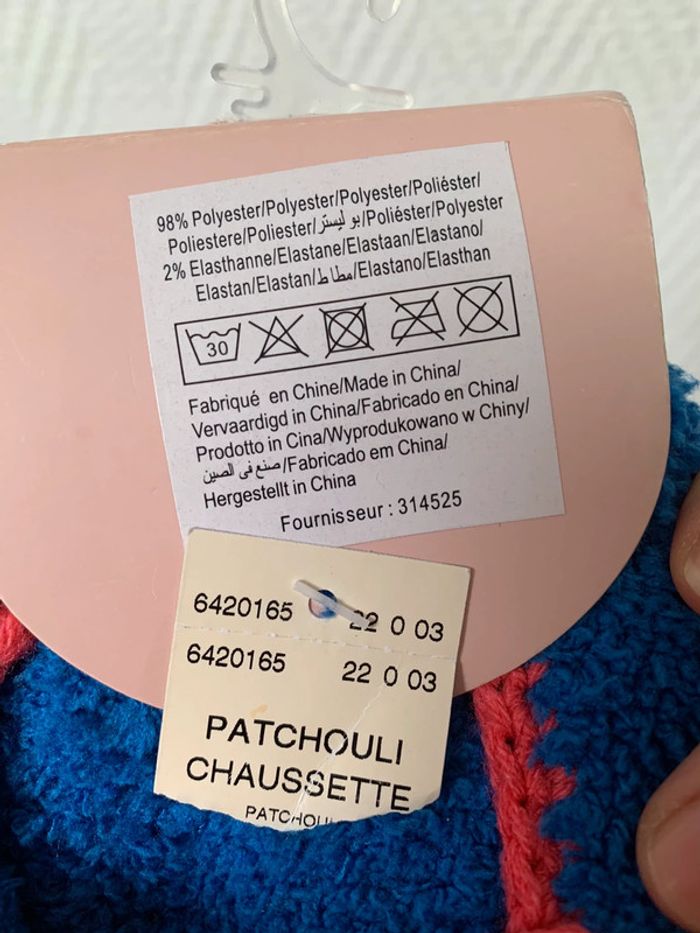 98% Polyester/Polyester/Polyester/Poliéster/
Poliestere/Poliester/بوليستر/Poliéster/Polyester
2% Elasthanne/Elastane/Elastaan/Elastano/
Elastan/Elastan/مطاط/Elastano/Elasthan
30
Fabriqué en Chine/Made in China/
Vervaardigd in China/Fabricado en China/
Prodotto in Cina/Wyprodukowano w Chiny/
صنع فى الصين/Fabricado em China/
Hergestellt in China
Fournisseur : 314525
6420165 22 0 03
6420165 22 0 03
PATCHOULI
CHAUSSETTE